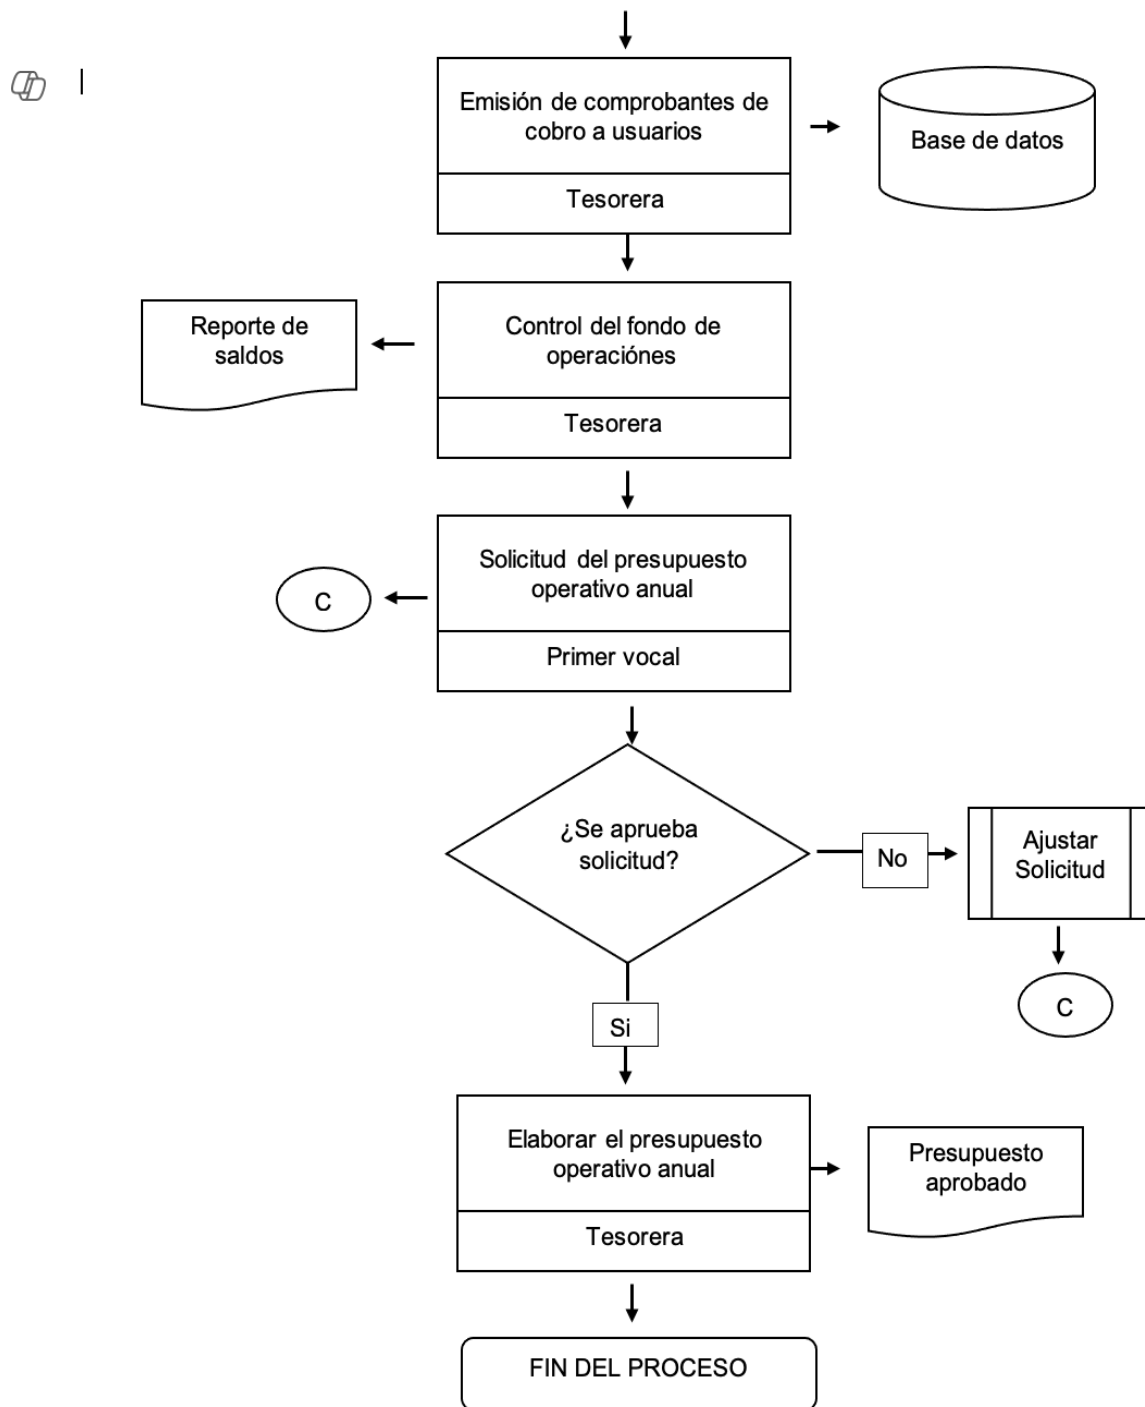 Emisión de comprobantes de
cobro a usuarios
Tesorera
Base de datos
Reporte de
saldos
Control del fondo de
operaciónes
Tesorera
Solicitud del presupuesto
operativo anual
Primer vocal
C
¿Se aprueba
solicitud?
No
Ajustar
Solicitud
C
Si
Elaborar el presupuesto
operativo anual
Tesorera
Presupuesto
aprobado
FIN DEL PROCESO